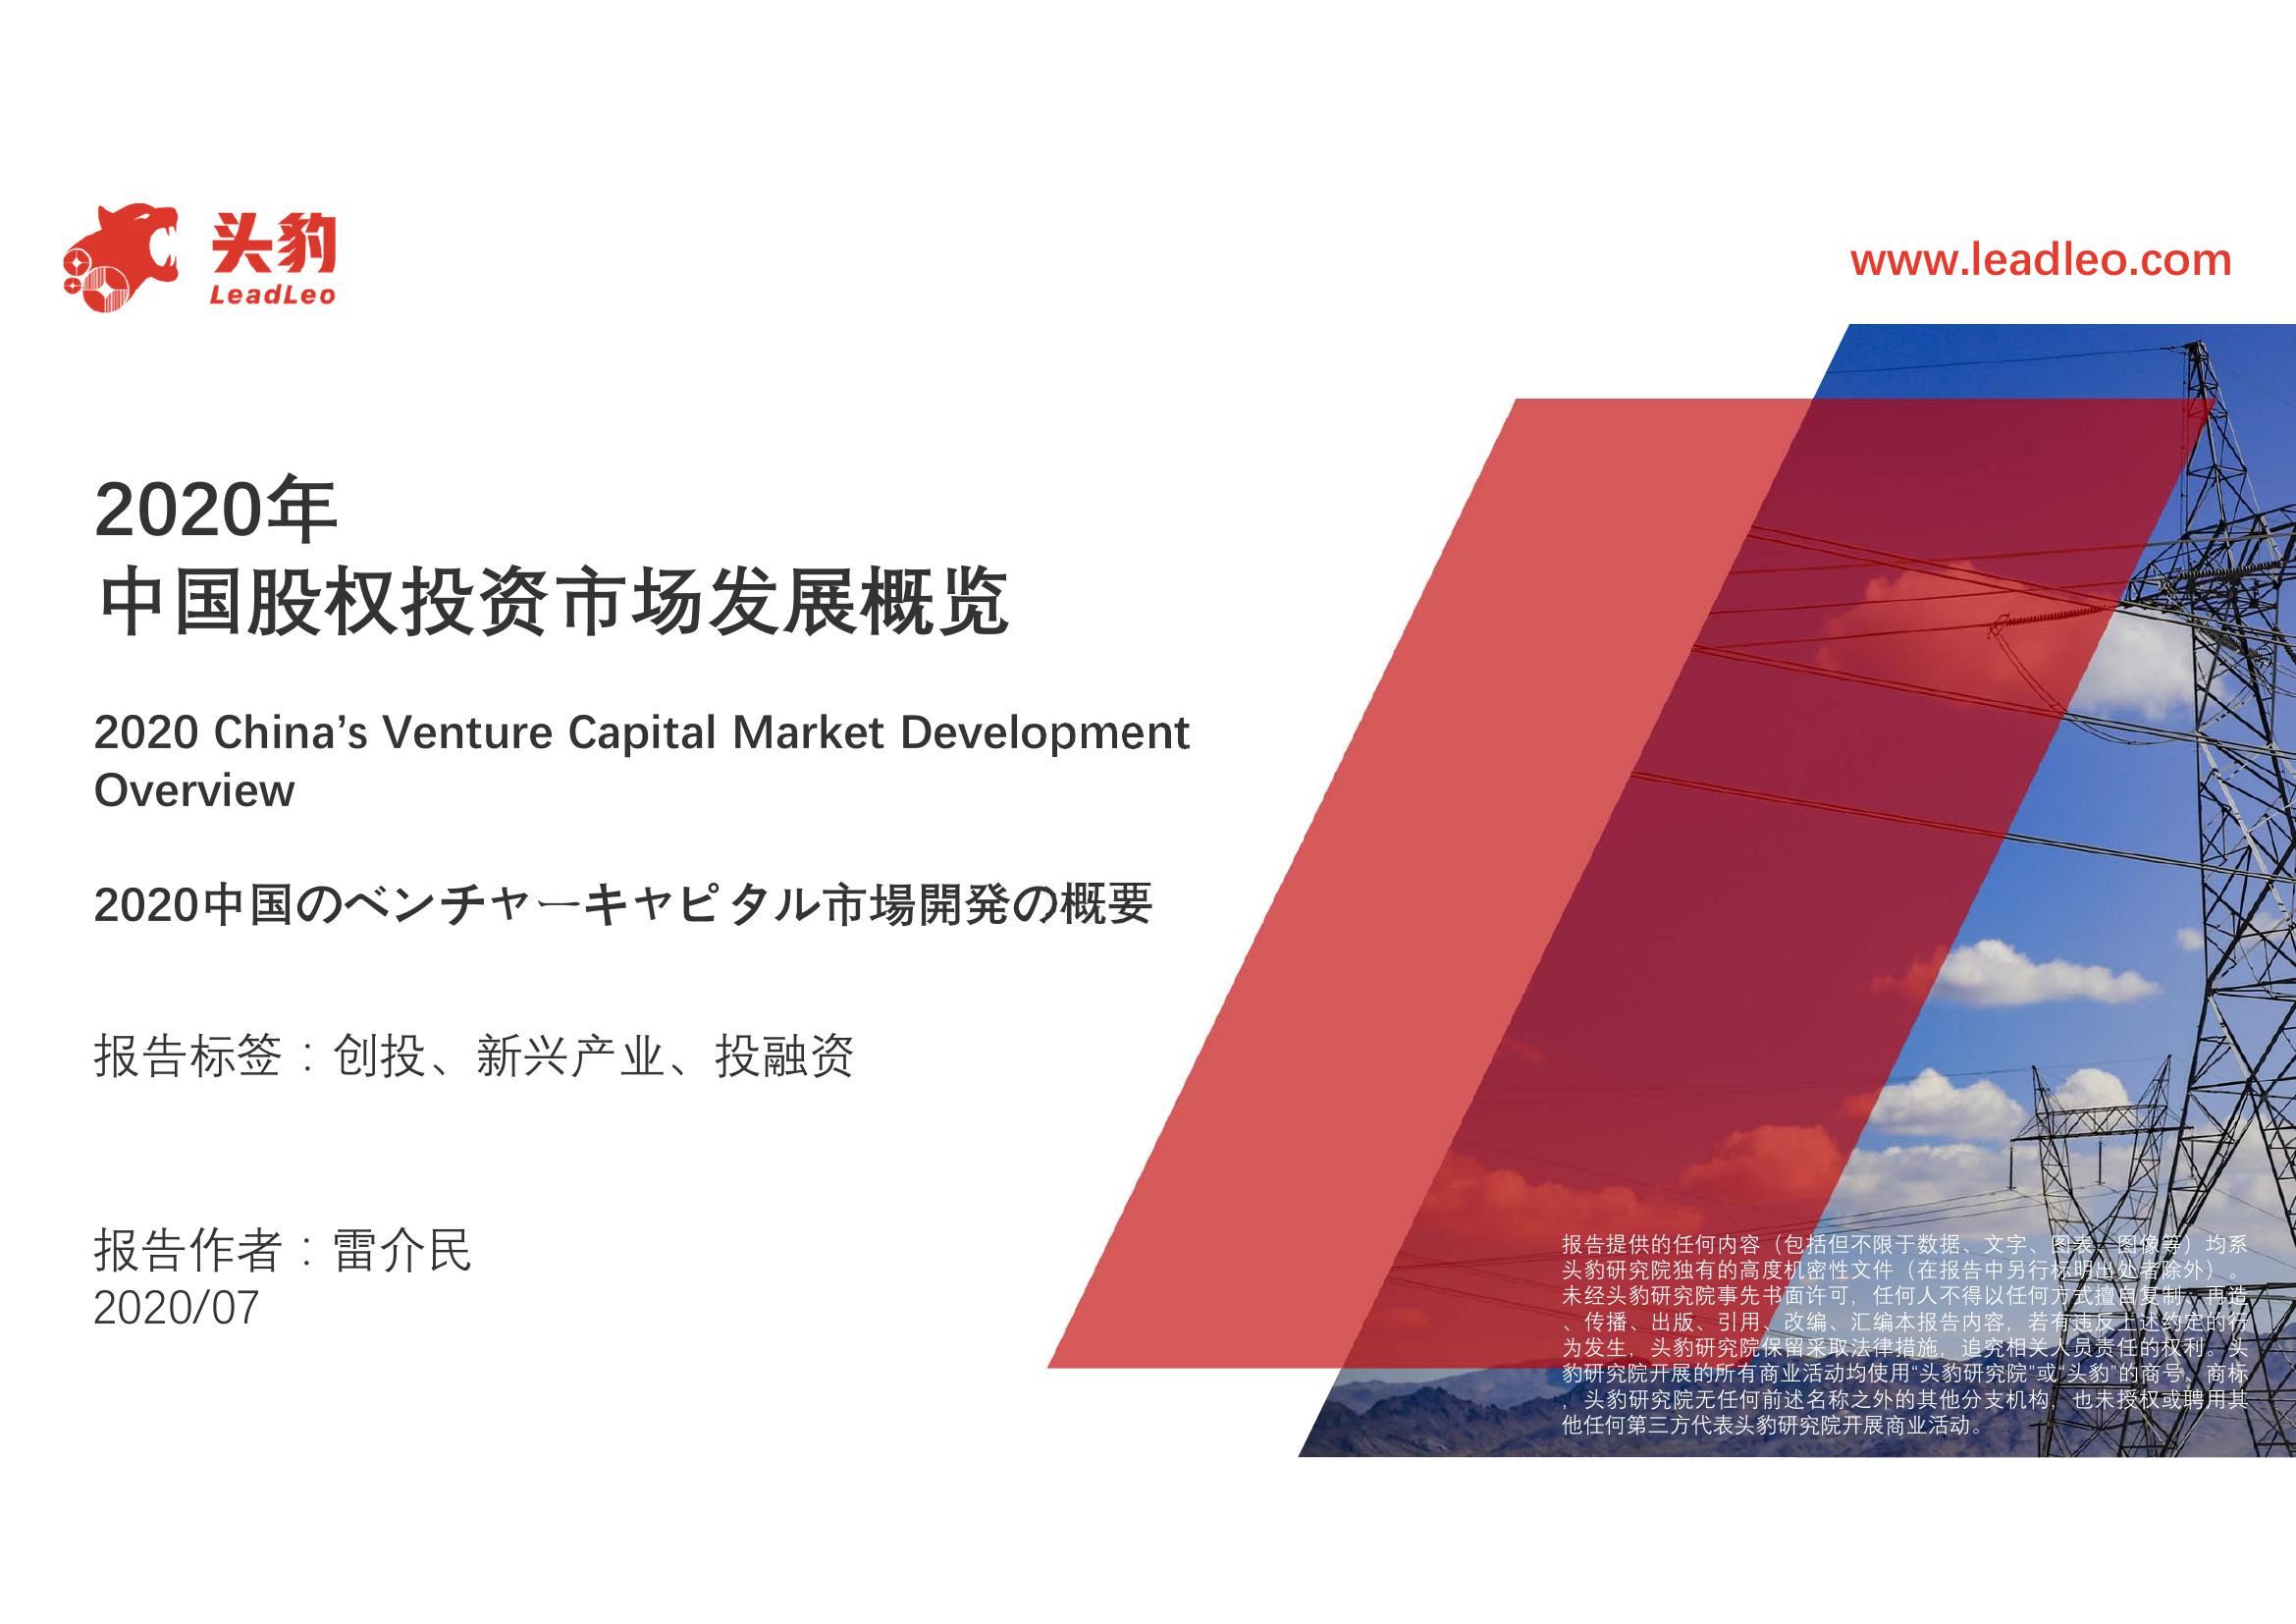 头豹
LeadLeo
www.leadleo.com
2020年
中国股权投资市场发展概览
2020 China’s Venture Capital Market Development
Overview
2020中国のベンチャーキャピタル市場開発の概要
报告标签：创投、新兴产业、投融资
报告作者：雷介民
2020/07
报告提供的任何内容（包括但不限于数据、文字、图表、图像等）均系
头豹研究院独有的高度机密性文件（在报告中另行标明出处者除外）。
未经头豹研究院事先书面许可，任何人不得以任何方式擅自复制、再造
、传播、出版、引用、改编、汇编本报告内容，若有违反上述约定的行
为发生，头豹研究院保留采取法律措施，追究相关人员责任的权利。头
豹研究院开展的所有商业活动均使用“头豹研究院”或“头豹”的商号、商标
，头豹研究院无任何前述名称之外的其他分支机构，也未授权或聘用其
他任何第三方代表头豹研究院开展商业活动。